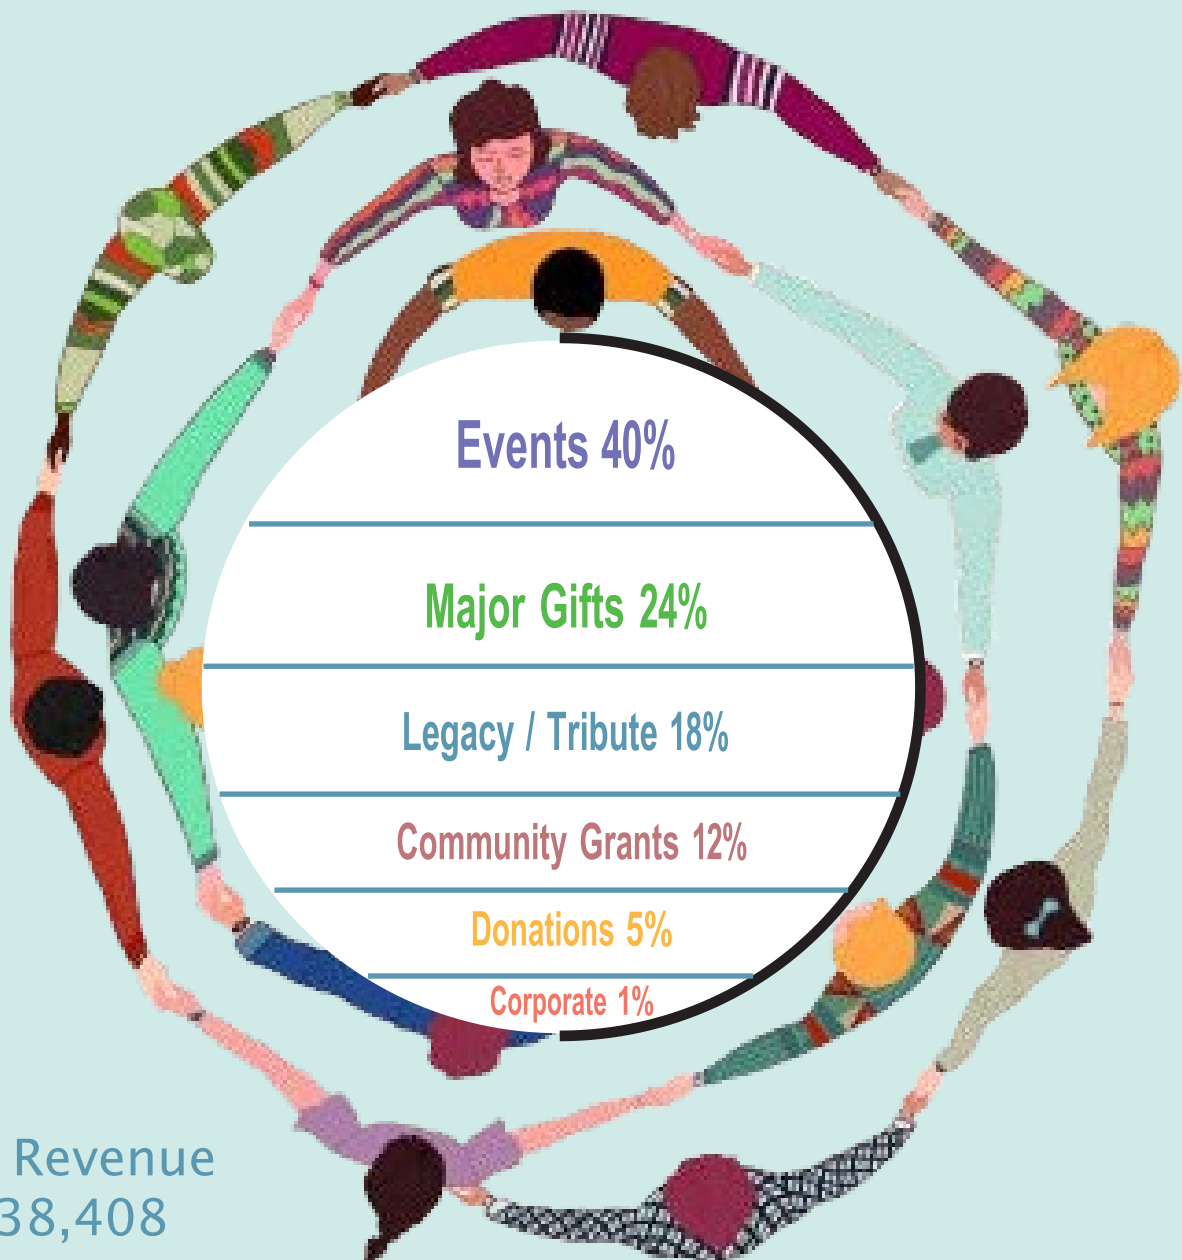 Events 40%
Major Gifts 24%
Legacy / Tribute 18%
Community Grants 12%
Donations 5%
Corporate 1%
Revenue
38,408